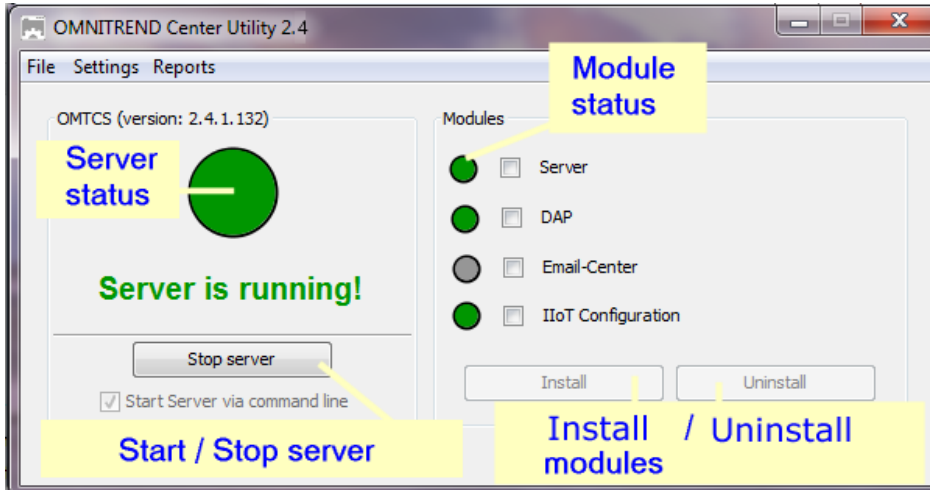 OMNITREND Center Utility 2.4
File Settings Reports
Module
status
OMTCS (version: 2.4.1.132)
Modules
Server
status
Server
DAP
Email-Center
IIoT Configuration
Server is running!
Stop server
Install
Uninstall
Start Server via command line
Start / Stop server
Install / Uninstall
modules